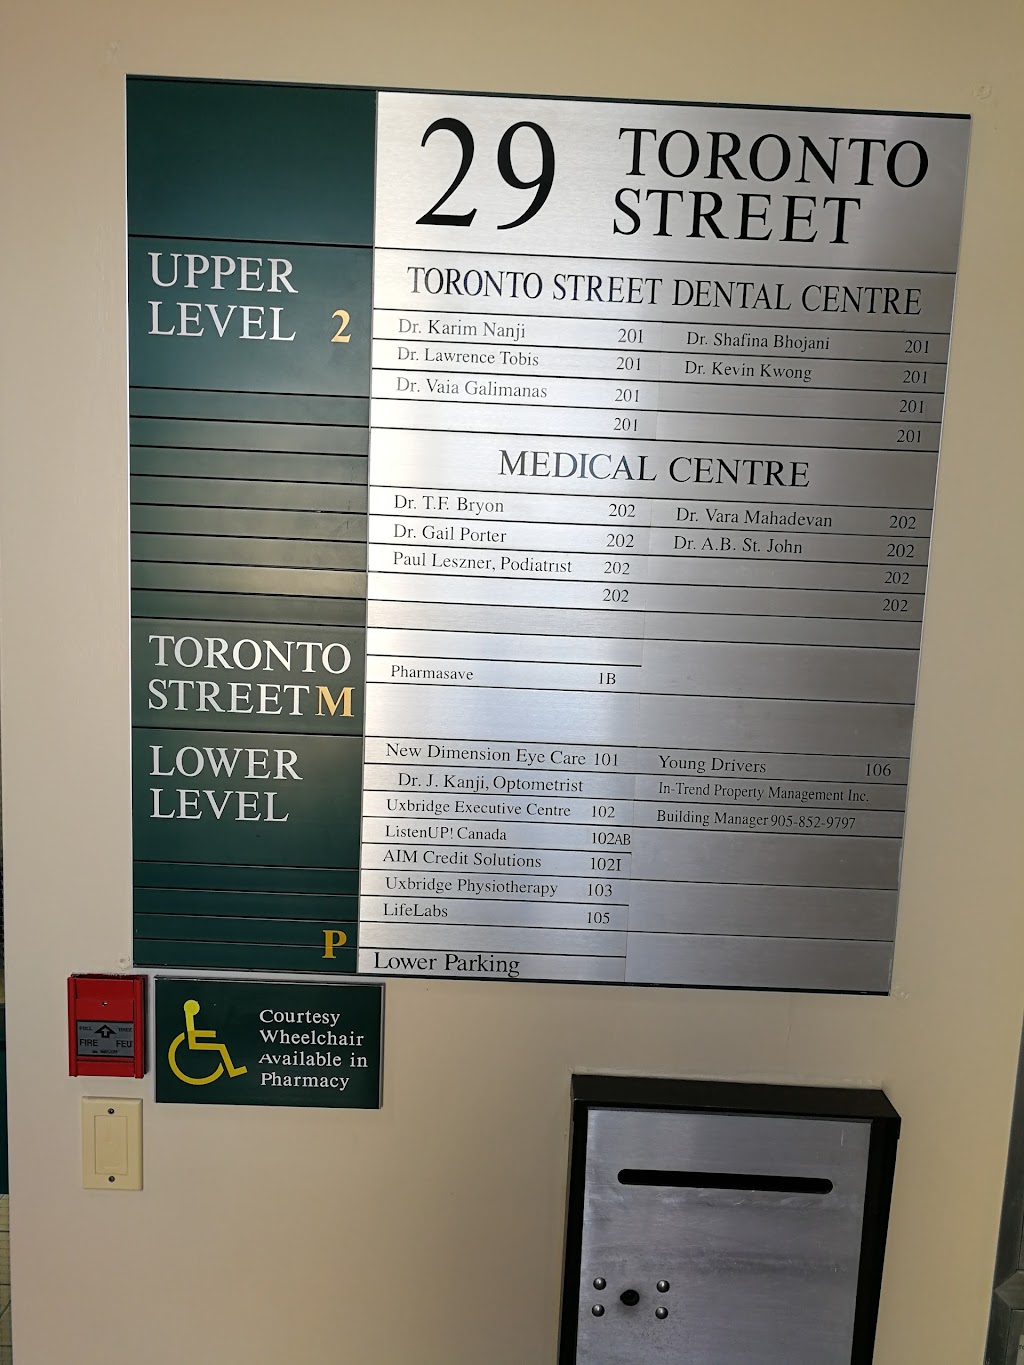 29 TORONTO
STREET
UPPER
LEVEL 2
TORONTO STREET DENTAL CENTRE
Dr. Karim Nanji 201 Dr. Shafina Bhojani 201
Dr. Lawrence Tobis 201 Dr. Kevin Kwong 201
Dr. Vaia Galimanas 201 201
201 201
MEDICAL CENTRE
Dr. T.F. Bryon 202 Dr. Vara Mahadevan 202
Dr. Gail Porter 202 Dr. A.B. St. John 202
Paul Leszner, Podiatrist 202 202
202 202
TORONTO
STREET M
Pharmasave 1B
LOWER
LEVEL
New Dimension Eye Care 101 Young Drivers 106
Dr. J. Kanji, Optometrist In-Trend Property Management Inc.
Uxbridge Executive Centre 102 Building Manager 905-852-9797
ListenUP! Canada 102AB
AIM Credit Solutions 102I
Uxbridge Physiotherapy 103
LifeLabs 105
P Lower Parking
FIRE FEU
Courtesy
Wheelchair
Available in
Pharmacy